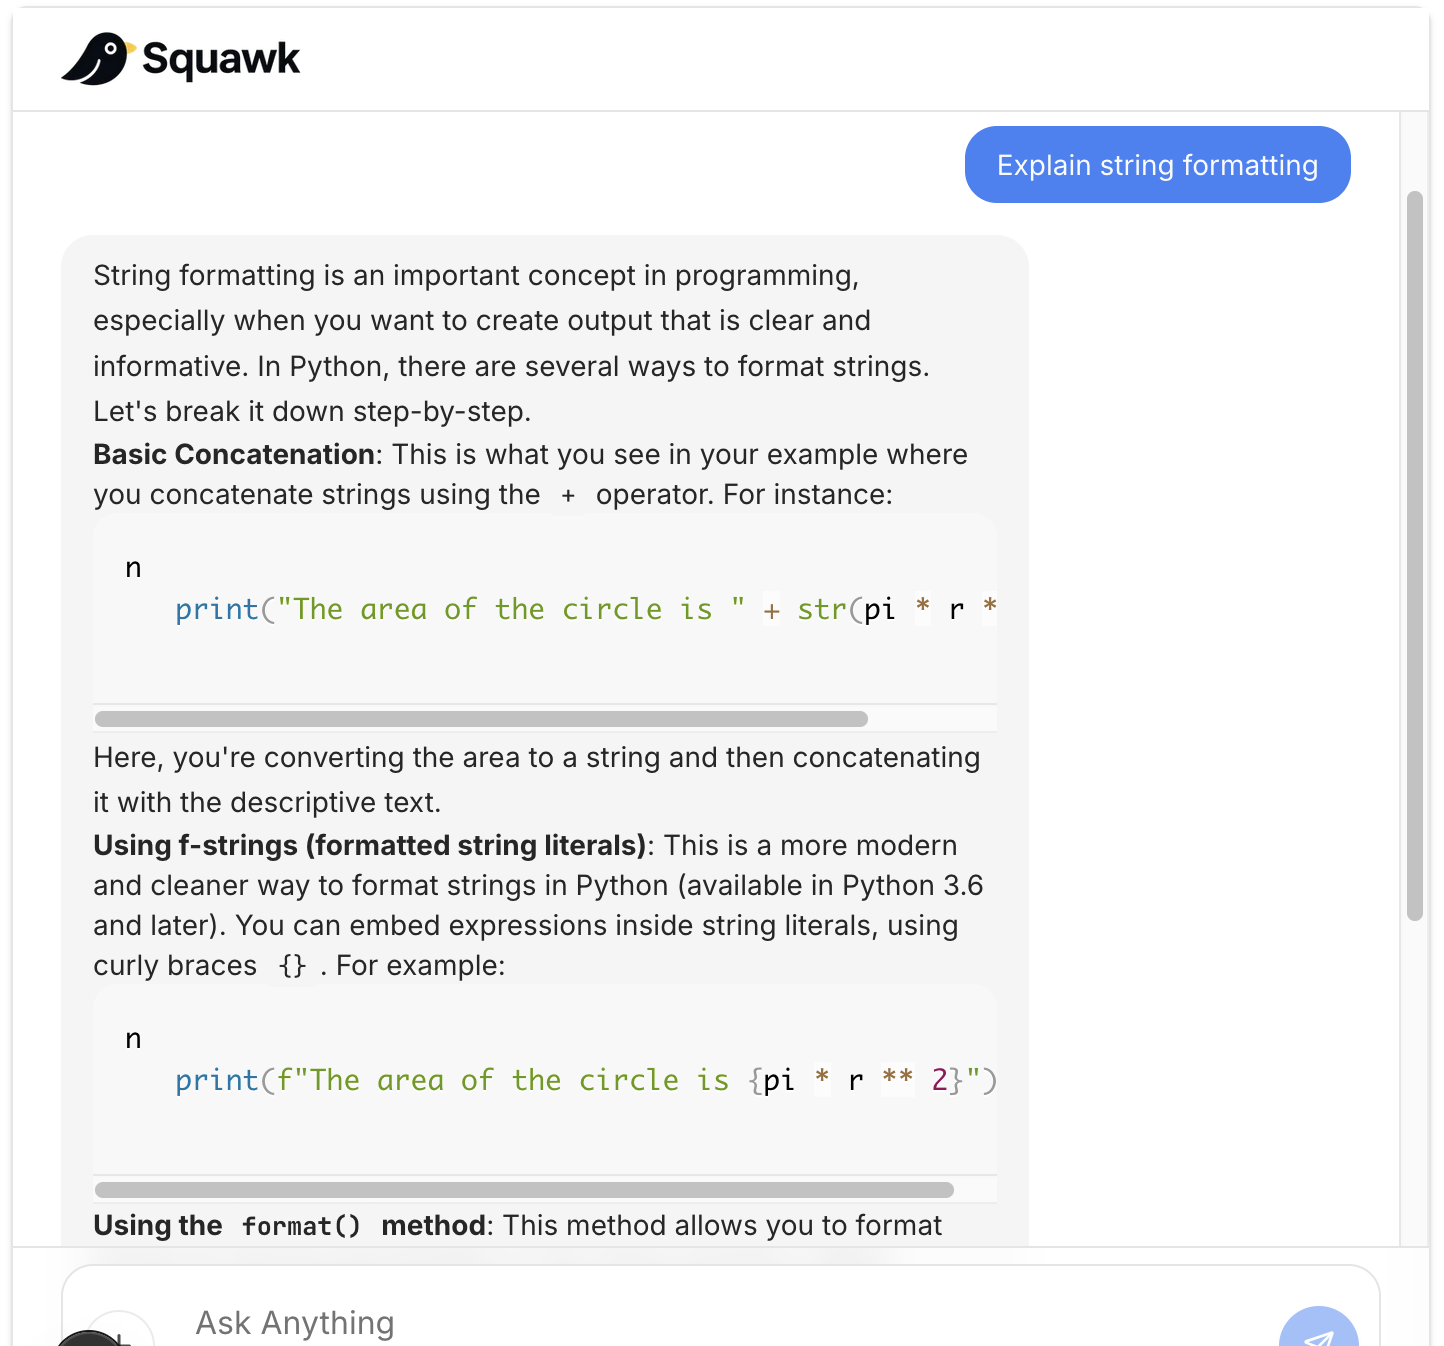 Squawk
Explain string formatting
String formatting is an important concept in programming,
especially when you want to create output that is clear and
informative. In Python, there are several ways to format strings.
Let's break it down step-by-step.
Basic Concatenation: This is what you see in your example where
you concatenate strings using the + operator. For instance:
n
print("The area of the circle is " + str(pi * r *
Here, you're converting the area to a string and then concatenating
it with the descriptive text.
Using f-strings (formatted string literals): This is a more modern
and cleaner way to format strings in Python (available in Python 3.6
and later). You can embed expressions inside string literals, using
curly braces {} . For example:
n
print(f"The area of the circle is {pi * r ** 2}")
Using the format() method: This method allows you to format
Ask Anything